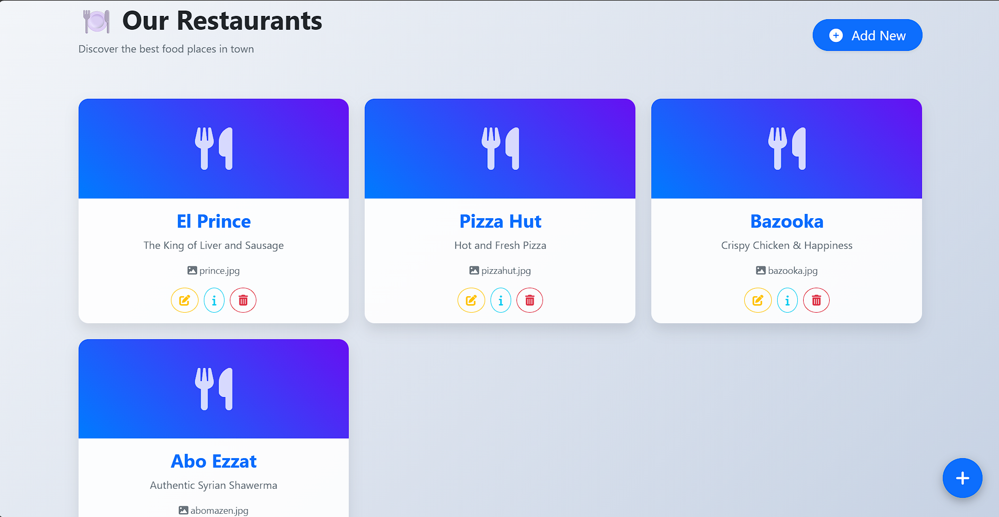 Our Restaurants
Discover the best food places in town
Add New
El Prince
The King of Liver and Sausage
prince.jpg
Pizza Hut
Hot and Fresh Pizza
pizzahut.jpg
Bazooka
Crispy Chicken & Happiness
bazooka.jpg
Abo Ezzat
Authentic Syrian Shawerma
abomazen.jpg